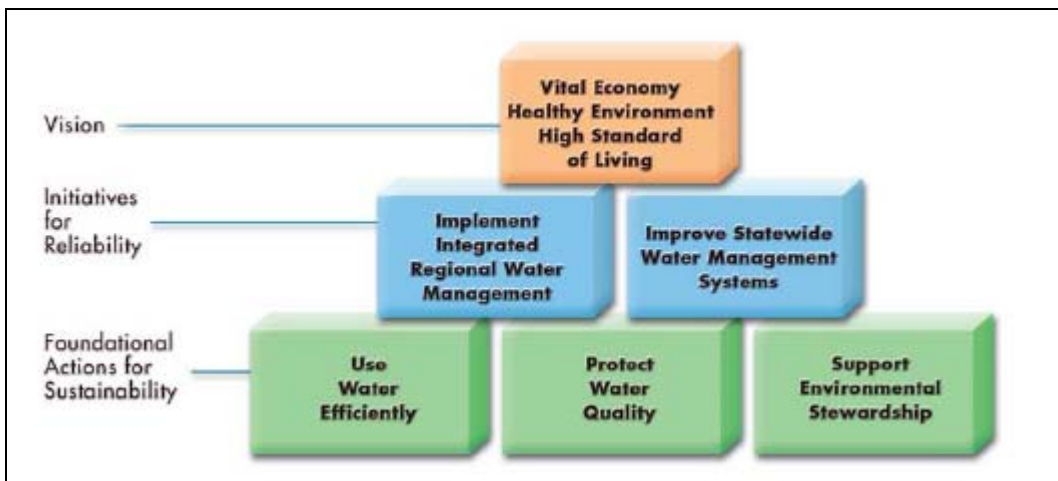 Vision
Vital Economy
Healthy Environment
High Standard
of Living
Initiatives
for
Reliability
Implement
Integrated
Regional Water
Management
Improve Statewide
Water Management
Systems
Foundational
Actions for
Sustainability
Use
Water
Efficiently
Protect
Water
Quality
Support
Environmental
Stewardship